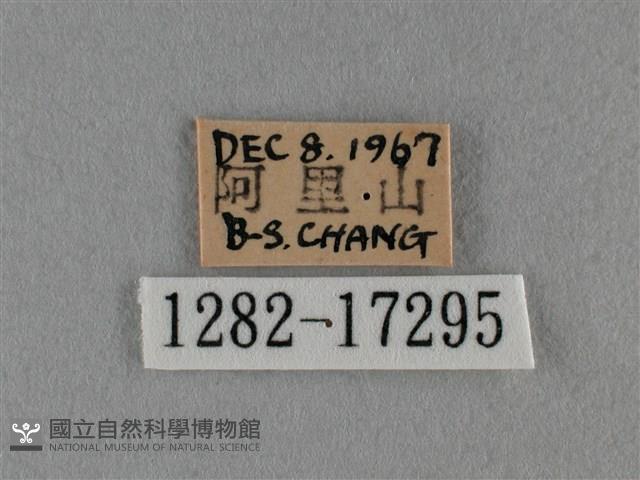 DEC 8. 1967
阿里山
B-S. CHANG
1282-17295
國立自然科學博物館
NATIONAL MUSEUM OF NATURAL SCIENCE